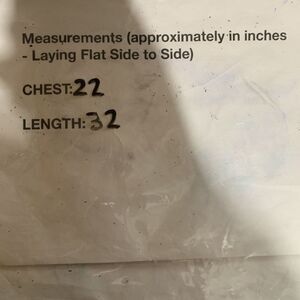 Measurements (approximately in inches
- Laying Flat Side to Side)
CHEST:22
LENGTH:32